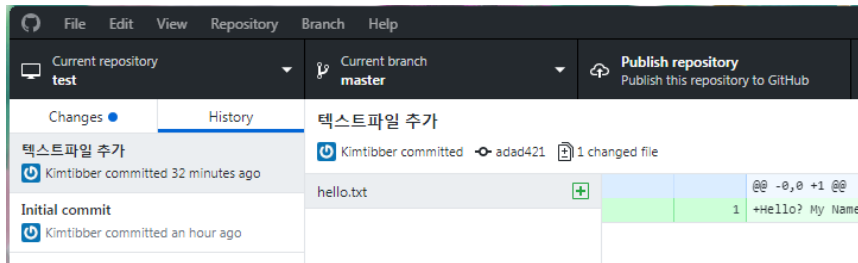 File Edit View Repository Branch Help
Current repository
test
Current branch
master
Publish repository
Publish this repository to GitHub
Changes
History
텍스트파일 추가
Kimtibber committed 32 minutes ago
Initial commit
Kimtibber committed an hour ago
텍스트파일 추가
Kimtibber committed adad421 1 changed file
hello.txt
@@ -0,0 +1 @@
1 +Hello? My Name